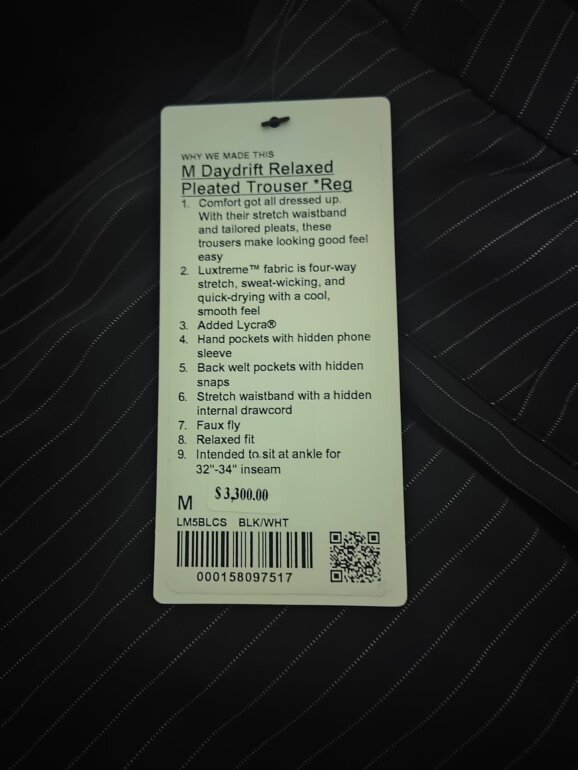 WHY WE MADE THIS
M Daydrift Relaxed
Pleated Trouser *Reg
1. Comfort got all dressed up.
With their stretch waistband
and tailored pleats, these
trousers make looking good feel
easy
2. Luxtreme™ fabric is four-way
stretch, sweat-wicking, and
quick-drying with a cool,
smooth feel
3. Added Lycra®
4. Hand pockets with hidden phone
sleeve
5. Back welt pockets with hidden
snaps
6. Stretch waistband with a hidden
internal drawcord
7. Faux fly
8. Relaxed fit
9. Intended to sit at ankle for
32"-34" inseam
M $ 3,300.00
LM5BLCS BLK/WHT
000158097517